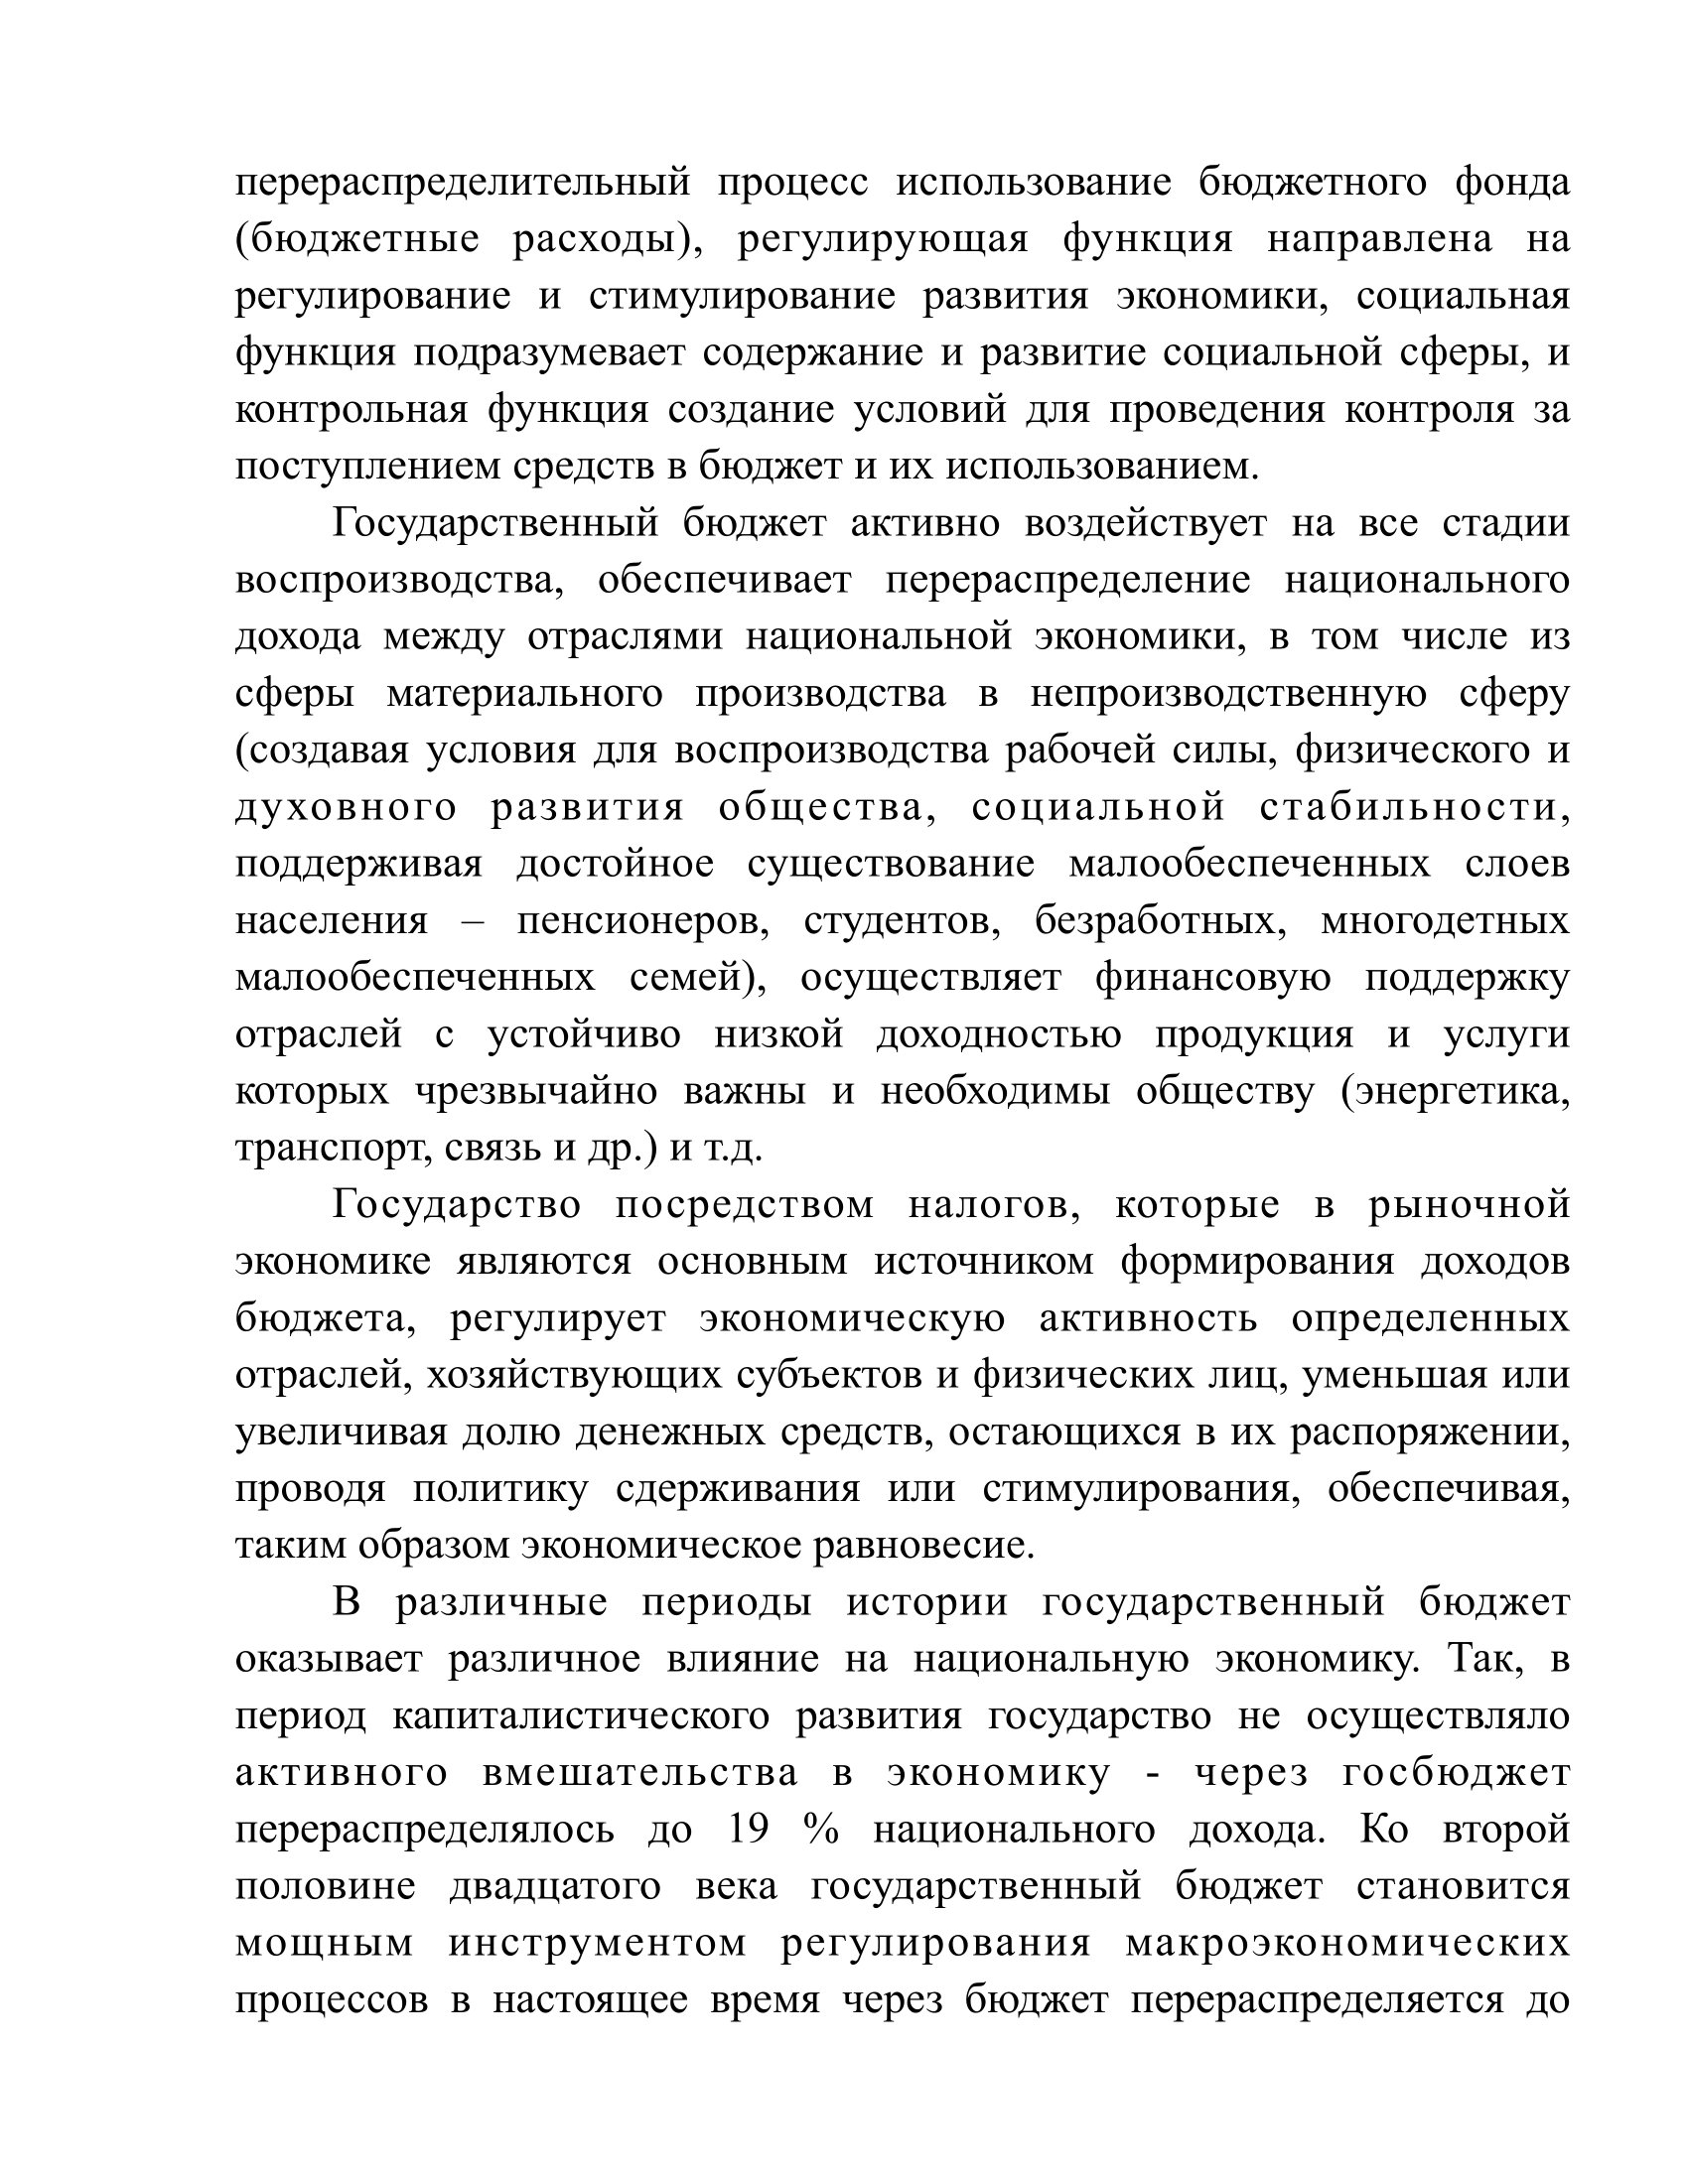 перераспределительный процесс использование бюджетного фонда
(бюджетные расходы), регулирующая функция направлена на
регулирование и стимулирование развития экономики, социальная
функция подразумевает содержание и развитие социальной сферы, и
контрольная функция создание условий для проведения контроля за
поступлением средств в бюджет и их использованием.
Государственный бюджет активно воздействует на все стадии
воспроизводства, обеспечивает перераспределение национального
дохода между отраслями национальной экономики, в том числе из
сферы материального производства в непроизводственную сферу
(создавая условия для воспроизводства рабочей силы, физического и
духовного развития общества, социальной стабильности,
поддерживая достойное существование малообеспеченных слоев
населения – пенсионеров, студентов, безработных, многодетных
малообеспеченных семей), осуществляет финансовую поддержку
отраслей с устойчиво низкой доходностью продукция и услуги
которых чрезвычайно важны и необходимы обществу (энергетика,
транспорт, связь и др.) и т.д.
Государство посредством налогов, которые в рыночной
экономике являются основным источником формирования доходов
бюджета, регулирует экономическую активность определенных
отраслей, хозяйствующих субъектов и физических лиц, уменьшая или
увеличивая долю денежных средств, остающихся в их распоряжении,
проводя политику сдерживания или стимулирования, обеспечивая,
таким образом экономическое равновесие.
В различные периоды истории государственный бюджет
оказывает различное влияние на национальную экономику. Так, в
период капиталистического развития государство не осуществляло
активного вмешательства в экономику - через госбюджет
перераспределялось до 19 % национального дохода. Ко второй
половине двадцатого века государственный бюджет становится
мощным инструментом регулирования макроэкономических
процессов в настоящее время через бюджет перераспределяется до